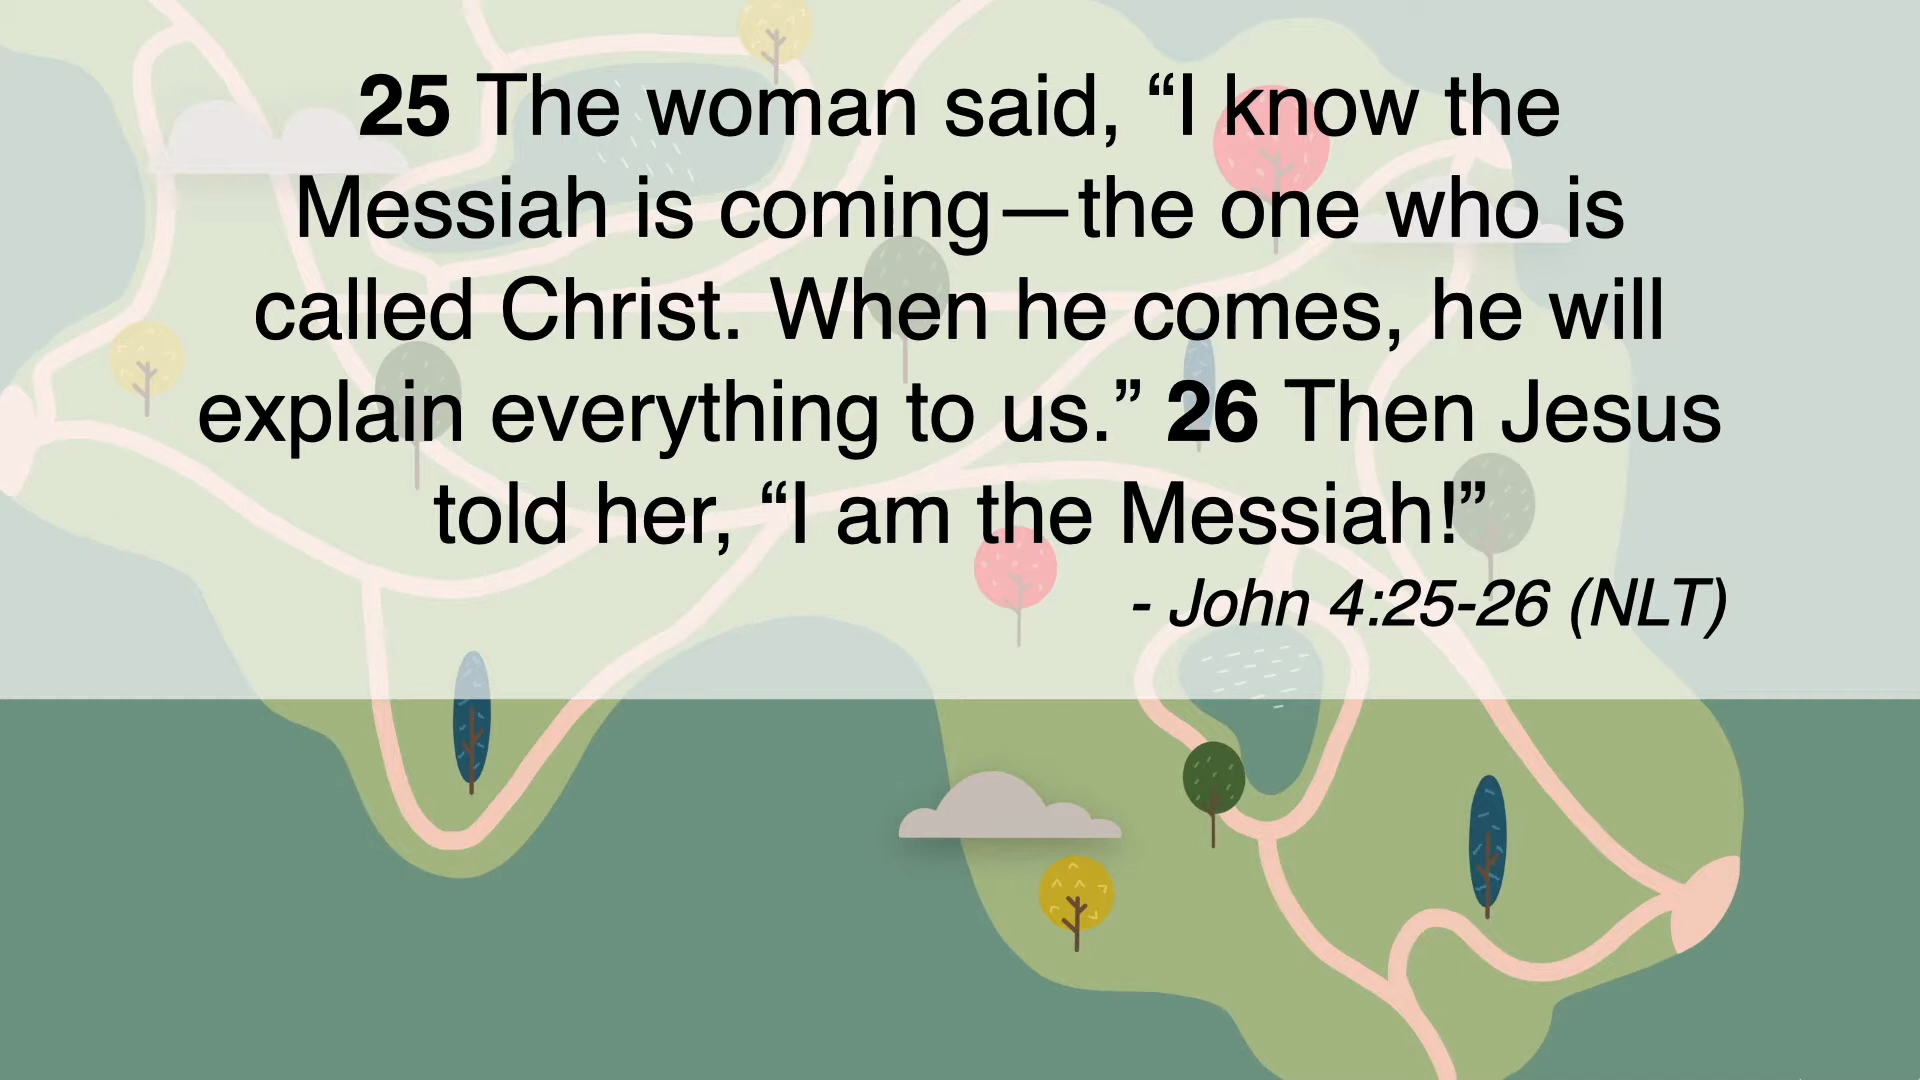 25 The woman said, “I know the
Messiah is coming—the one who is
called Christ. When he comes, he will
explain everything to us.” 26 Then Jesus
told her, “I am the Messiah!”
- John 4:25-26 (NLT)